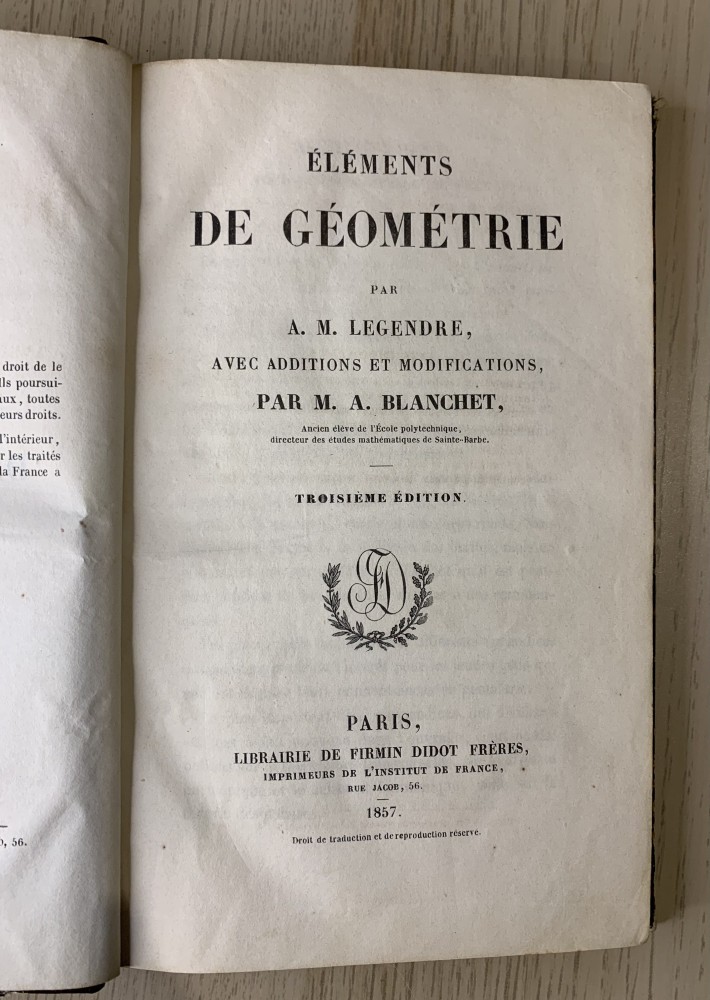 droit de le
lls poursui-
aux, toutes
eurs droits.
l'intérieur,
r les traités
la France a
, 56.
ÉLÉMENTS
DE GÉOMÉTRIE
PAR
A. M. LEGENDRE,
AVEC ADDITIONS ET MODIFICATIONS,
PAR M. A. BLANCHET,
Ancien élève de l'École polytechnique,
directeur des études mathématiques de Sainte-Barbe.
TROISIÈME ÉDITION.
FD
PARIS,
LIBRAIRIE DE FIRMIN DIDOT FRÈRES,
IMPRIMEURS DE L'INSTITUT DE FRANCE,
RUE JACOB, 56.
1857.
Droit de traduction et de reproduction réservé.